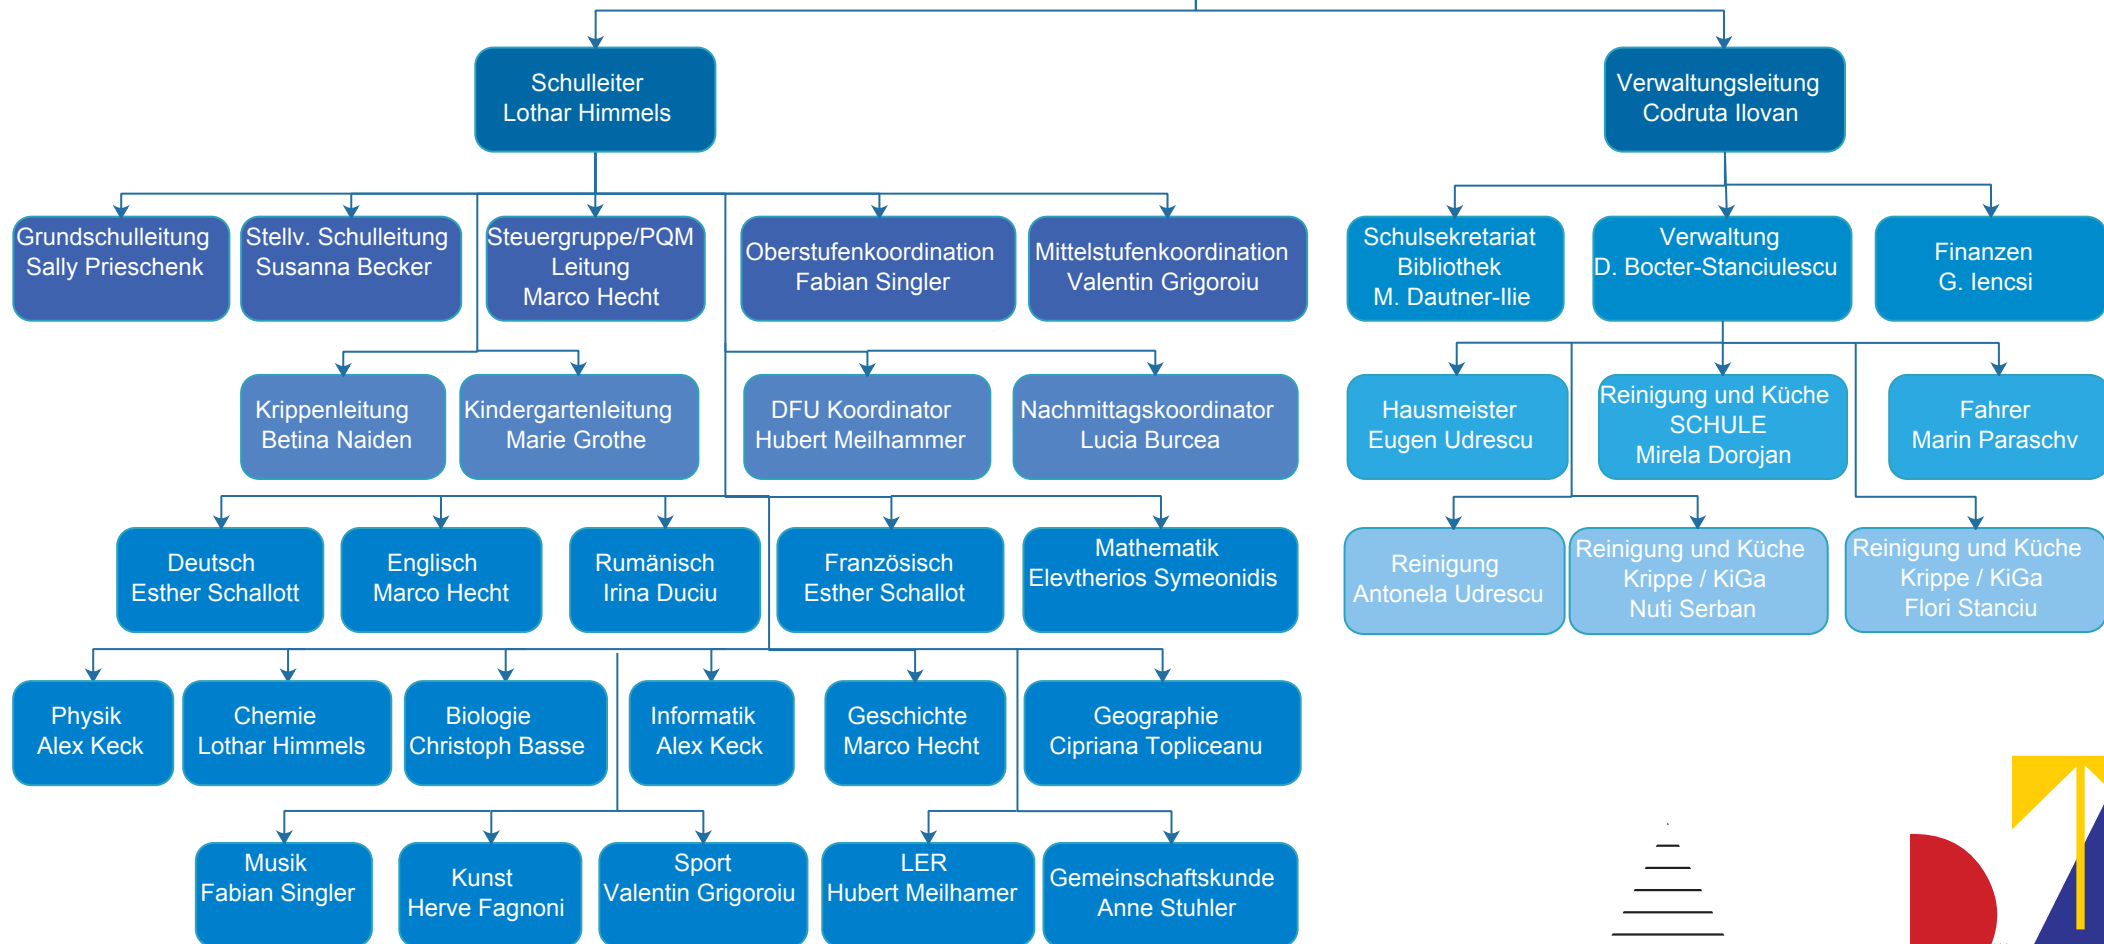 Schulleiter
Lothar Himmels
Verwaltungsleitung
Codruta Ilovan
Grundschulleitung
Sally Prieschenk
Stellv. Schulleitung
Susanna Becker
Steuergruppe/PQM
Leitung
Marco Hecht
Oberstufenkoordination
Fabian Singler
Mittelstufenkoordination
Valentin Grigoroiu
Schulsekretariat
Bibliothek
M. Dautner-Ilie
Verwaltung
D. Bocter-Stanciulescu
Finanzen
G. Iencsi
Krippenleitung
Betina Naiden
Kindergartenleitung
Marie Grothe
DFU Koordinator
Hubert Meilhammer
Nachmittagskoordinator
Lucia Burcea
Hausmeister
Eugen Udrescu
Reinigung und Küche
SCHULE
Mirela Dorojan
Fahrer
Marin Paraschv
Deutsch
Esther Schallott
Englisch
Marco Hecht
Rumänisch
Irina Duciu
Französisch
Esther Schallot
Mathematik
Elevtherios Symeonidis
Reinigung
Antonela Udrescu
Reinigung und Küche
Krippe / KiGa
Nuti Serban
Reinigung und Küche
Krippe / KiGa
Flori Stanciu
Physik
Alex Keck
Chemie
Lothar Himmels
Biologie
Christoph Basse
Informatik
Alex Keck
Geschichte
Marco Hecht
Geographie
Cipriana Topliceanu
Musik
Fabian Singler
Kunst
Herve Fagnoni
Sport
Valentin Grigoroiu
LER
Hubert Meilhamer
Gemeinschaftskunde
Anne Stuhler